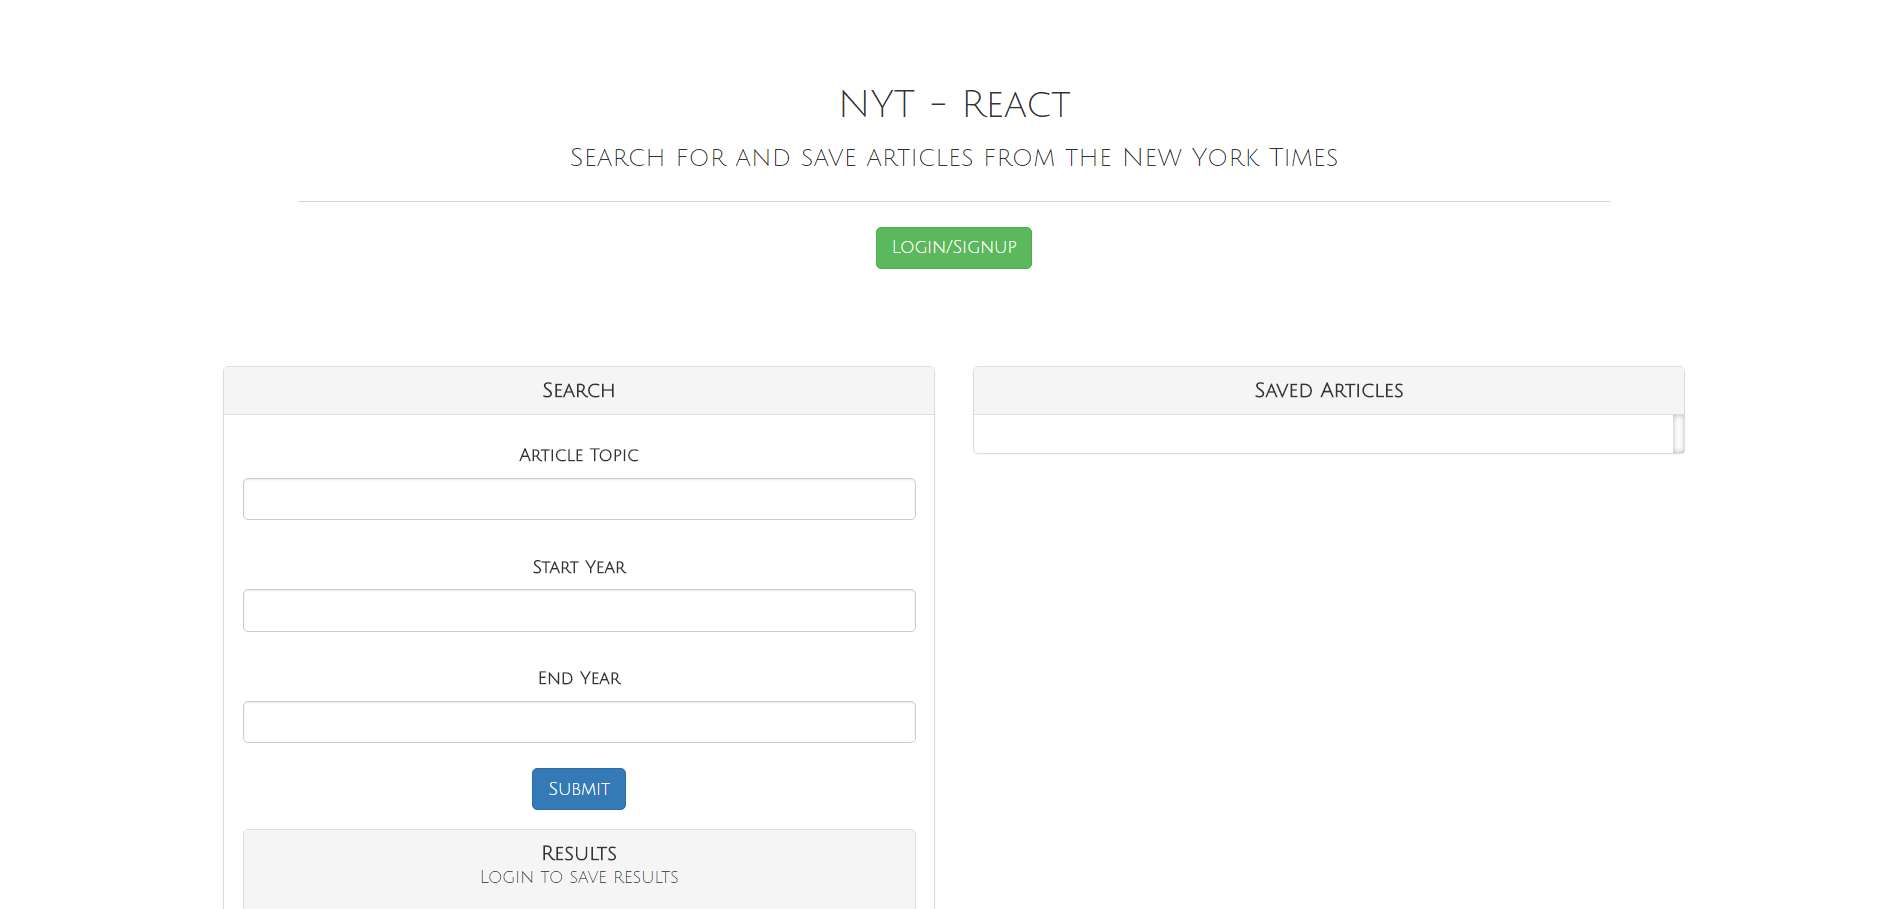 NYT - React
Search for and save articles from the New York Times
Login/Signup
Search
Article Topic
Start Year
End Year
Submit
Results
Login to save results
Saved Articles